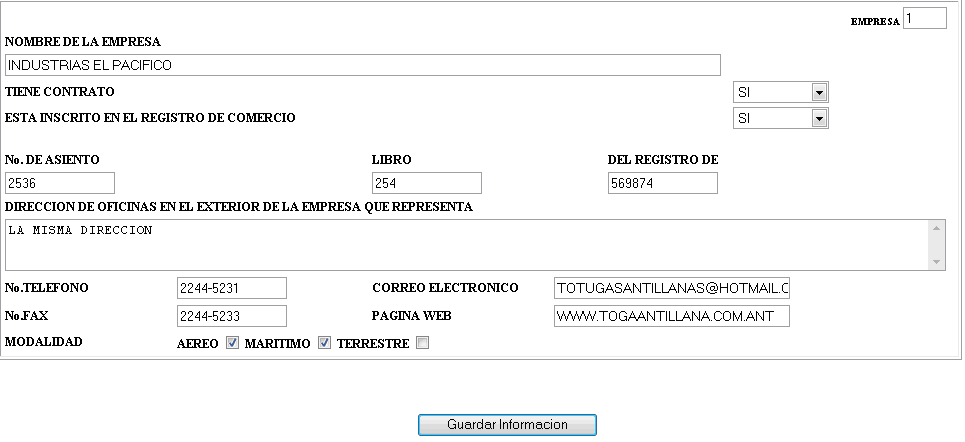 EMPRESA 1
NOMBRE DE LA EMPRESA
INDUSTRIAS EL PACIFICO
TIENE CONTRATO SI
ESTA INSCRITO EN EL REGISTRO DE COMERCIO SI
No. DE ASIENTO LIBRO DEL REGISTRO DE
2536 254 569874
DIRECCION DE OFICINAS EN EL EXTERIOR DE LA EMPRESA QUE REPRESENTA
LA MISMA DIRECCION
No.TELEFONO 2244-5231 CORREO ELECTRONICO TOTUGASANTILLANAS@HOTMAIL.C
No.FAX 2244-5233 PAGINA WEB WWW.TOGAANTILLANA.COM.ANT
MODALIDAD AEREO MARITIMO TERRESTRE
Guardar Informacion